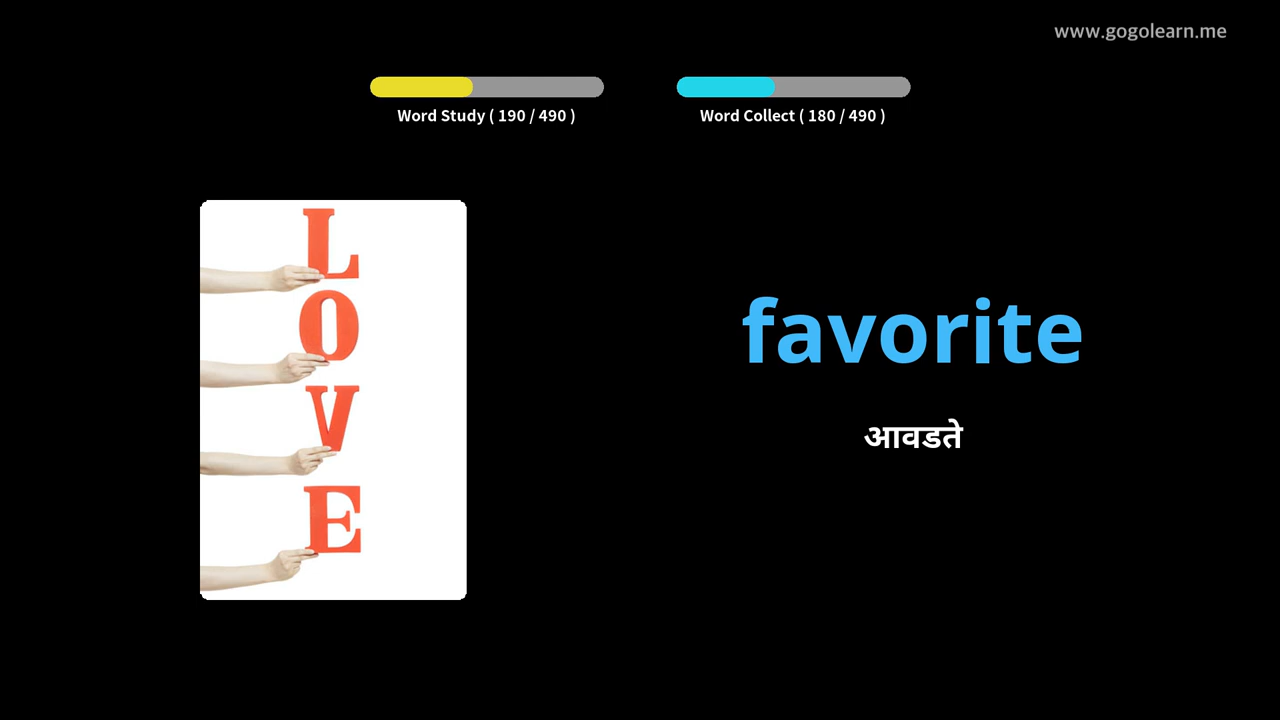 www.gogolearn.me
Word Study ( 190 / 490 )
Word Collect ( 180 / 490 )
L
O
V
E
favorite
आवडते